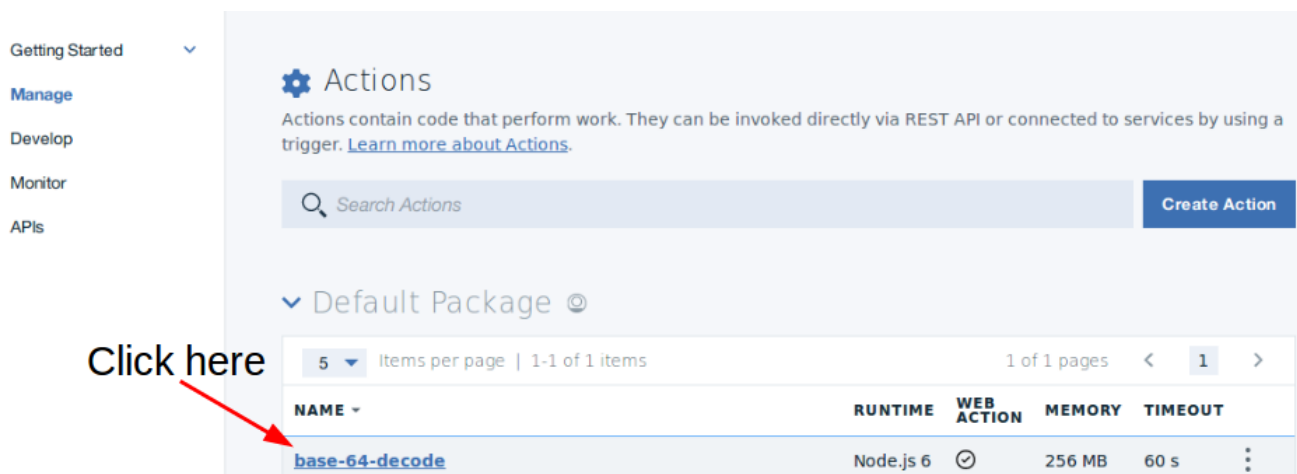 Getting Started
Manage
Develop
Monitor
APIs
Actions
Actions contain code that perform work. They can be invoked directly via REST API or connected to services by using a
trigger. Learn more about Actions.
Search Actions
Create Action
Default Package
Click here
5 Items per page | 1-1 of 1 items 1 of 1 pages 1
NAME RUNTIME WEB ACTION MEMORY TIMEOUT
base-64-decode Node.js 6 256 MB 60 s